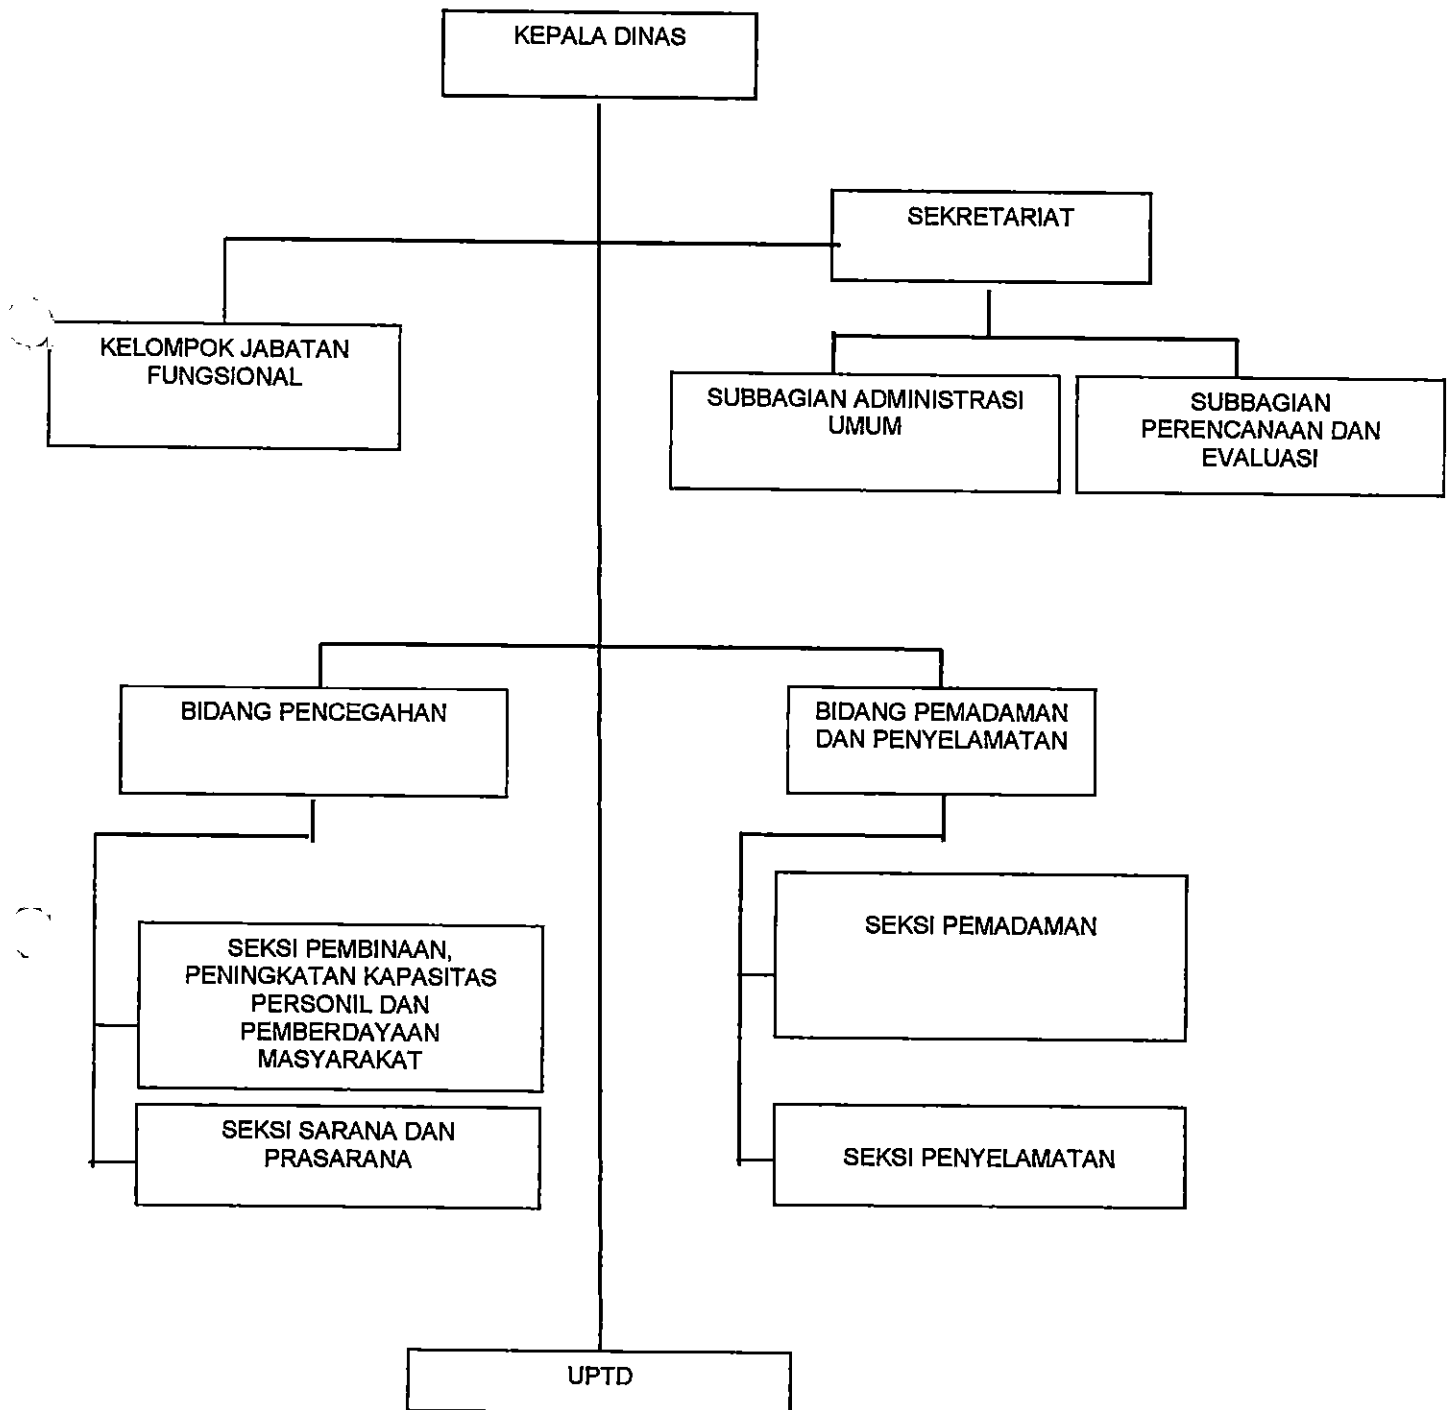 KEPALA DINAS
SEKRETARIAT
KELOMPOK JABATAN
FUNGSIONAL
SUBBAGIAN ADMINISTRASI
UMUM
SUBBAGIAN
PERENCANAAN DAN
EVALUASI
BIDANG PENCEGAHAN
BIDANG PEMADAMAN
DAN PENYELAMATAN
SEKSI PEMBINAAN,
PENINGKATAN KAPASITAS
PERSONIL DAN
PEMBERDAYAAN
MASYARAKAT
SEKSI SARANA DAN
PRASARANA
SEKSI PEMADAMAN
SEKSI PENYELAMATAN
UPTD